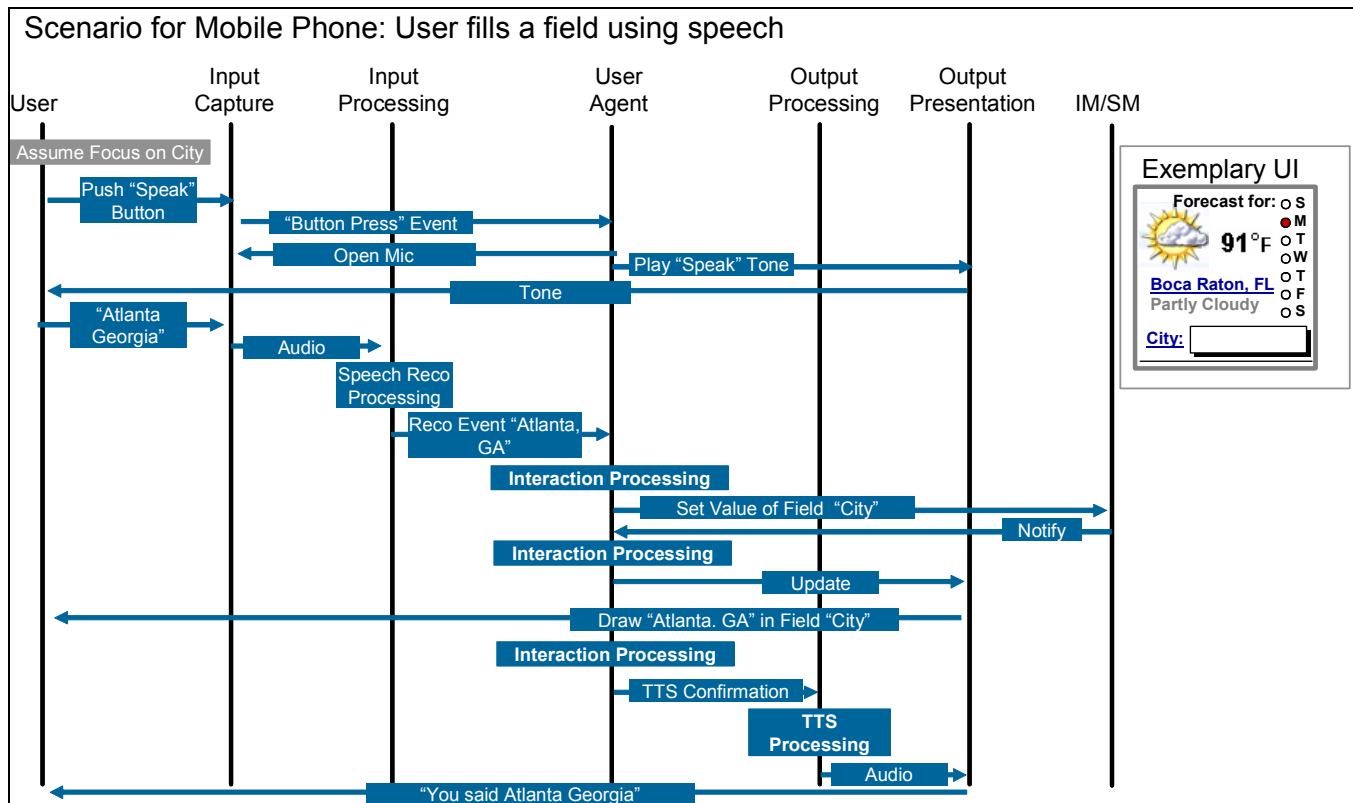 Scenario for Mobile Phone: User fills a field using speech
User
Input
Capture
Input
Processing
User
Agent
Output
Processing
Output
Presentation
IM/SM
Assume Focus on City
Push “Speak”
Button
“Button Press” Event
Open Mic
Play “Speak” Tone
Tone
“Atlanta
Georgia”
Audio
Speech Reco
Processing
Reco Event “Atlanta,
GA”
Interaction Processing
Set Value of Field “City”
Notify
Interaction Processing
Update
Draw “Atlanta. GA” in Field “City”
Interaction Processing
TTS Confirmation
TTS
Processing
Audio
“You said Atlanta Georgia”
Exemplary UI
Forecast for:
S
M
T
W
T
F
S
91°F
Boca Raton, FL
Partly Cloudy
City: